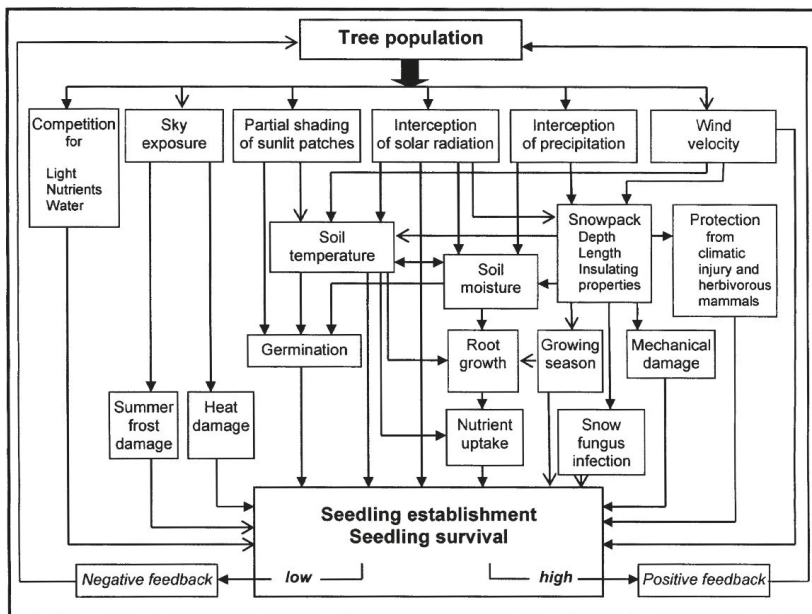 Tree population
Competition
for
Light
Nutrients
Water
Sky
exposure
Partial shading
of sunlit patches
Interception
of solar radiation
Interception
of precipitation
Wind
velocity
Soil
temperature
Snowpack
Depth
Length
Insulating
properties
Protection
from
climatic
injury and
herbivorous
mammals
Soil
moisture
Germination
Root
growth
Growing
season
Mechanical
damage
Summer
frost
damage
Heat
damage
Nutrient
uptake
Snow
fungus
infection
Seedling establishment
Seedling survival
Negative feedback
low
high
Positive feedback